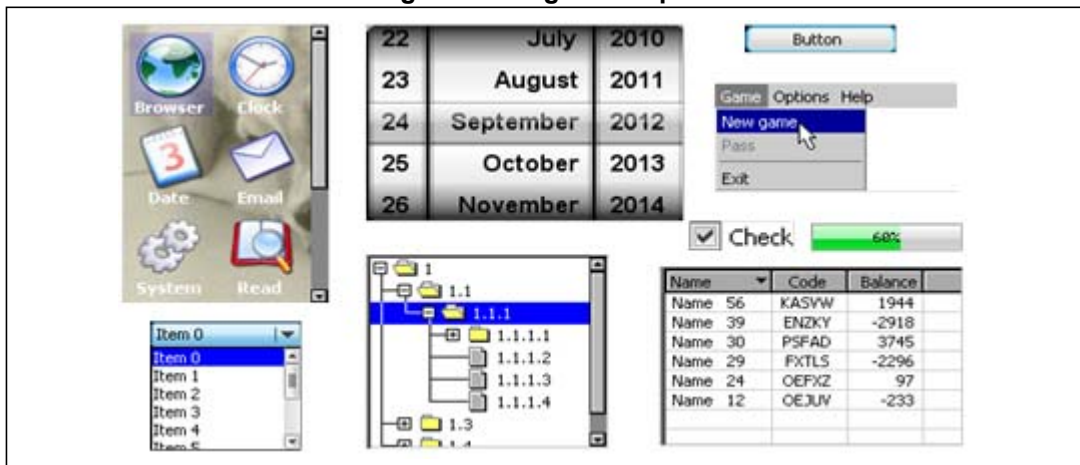 Browser Clock
Date Email
System Read
Item 0
Item 0
Item 1
Item 2
Item 3
Item 4
Item 5
22 July 2010
23 August 2011
24 September 2012
25 October 2013
26 November 2014
1
1.1
1.1.1
1.1.1.1
1.1.1.2
1.1.1.3
1.1.1.4
1.3
1.4
Button
Game Options Help
New game
Pass
Exit
Check
60%
Name Code Balance
Name 56 KASVW 1944
Name 39 ENZKY -2918
Name 30 PSFAD 3745
Name 29 FXTLS -2296
Name 24 OEFXZ 97
Name 12 OEJUV -233